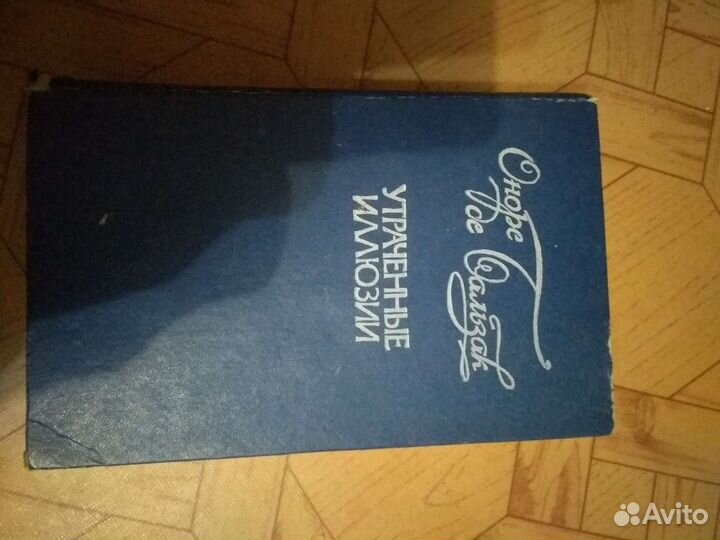 Оноре
де Бальзак
УТРАЧЕННЫЕ
ИЛЛЮЗИИ
Avito